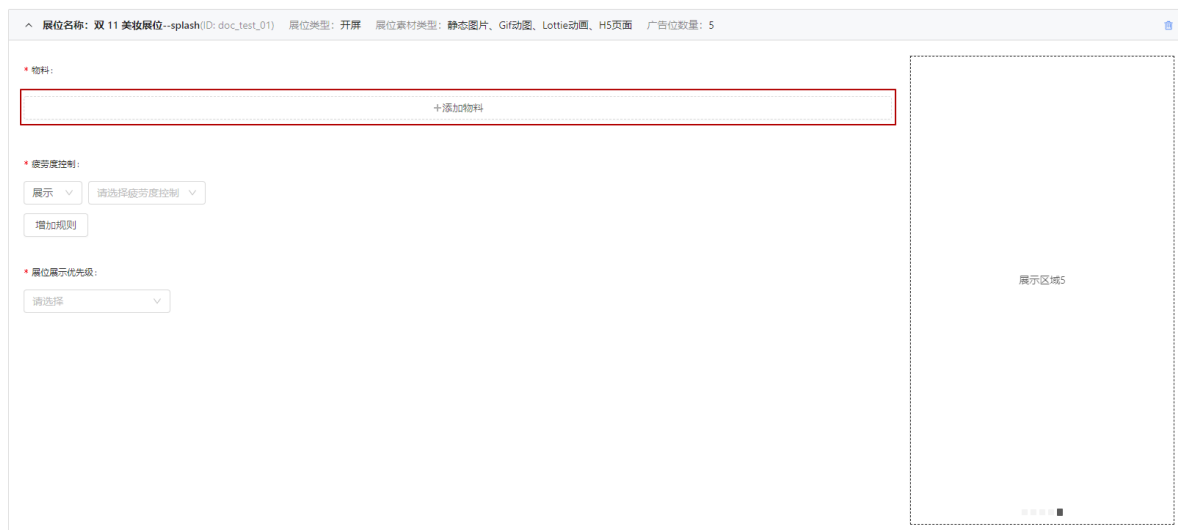 展位名称：双 11 美妆展位--splash(ID: doc_test_01) 展位类型：开屏 展位素材类型：静态图片、Gif动图、Lottie动画、H5页面 广告位数量：5
* 物料：
+添加物料
* 疲劳度控制：
展示 请选择疲劳度控制
增加规则
* 展位展示优先级：
请选择
展示区域5